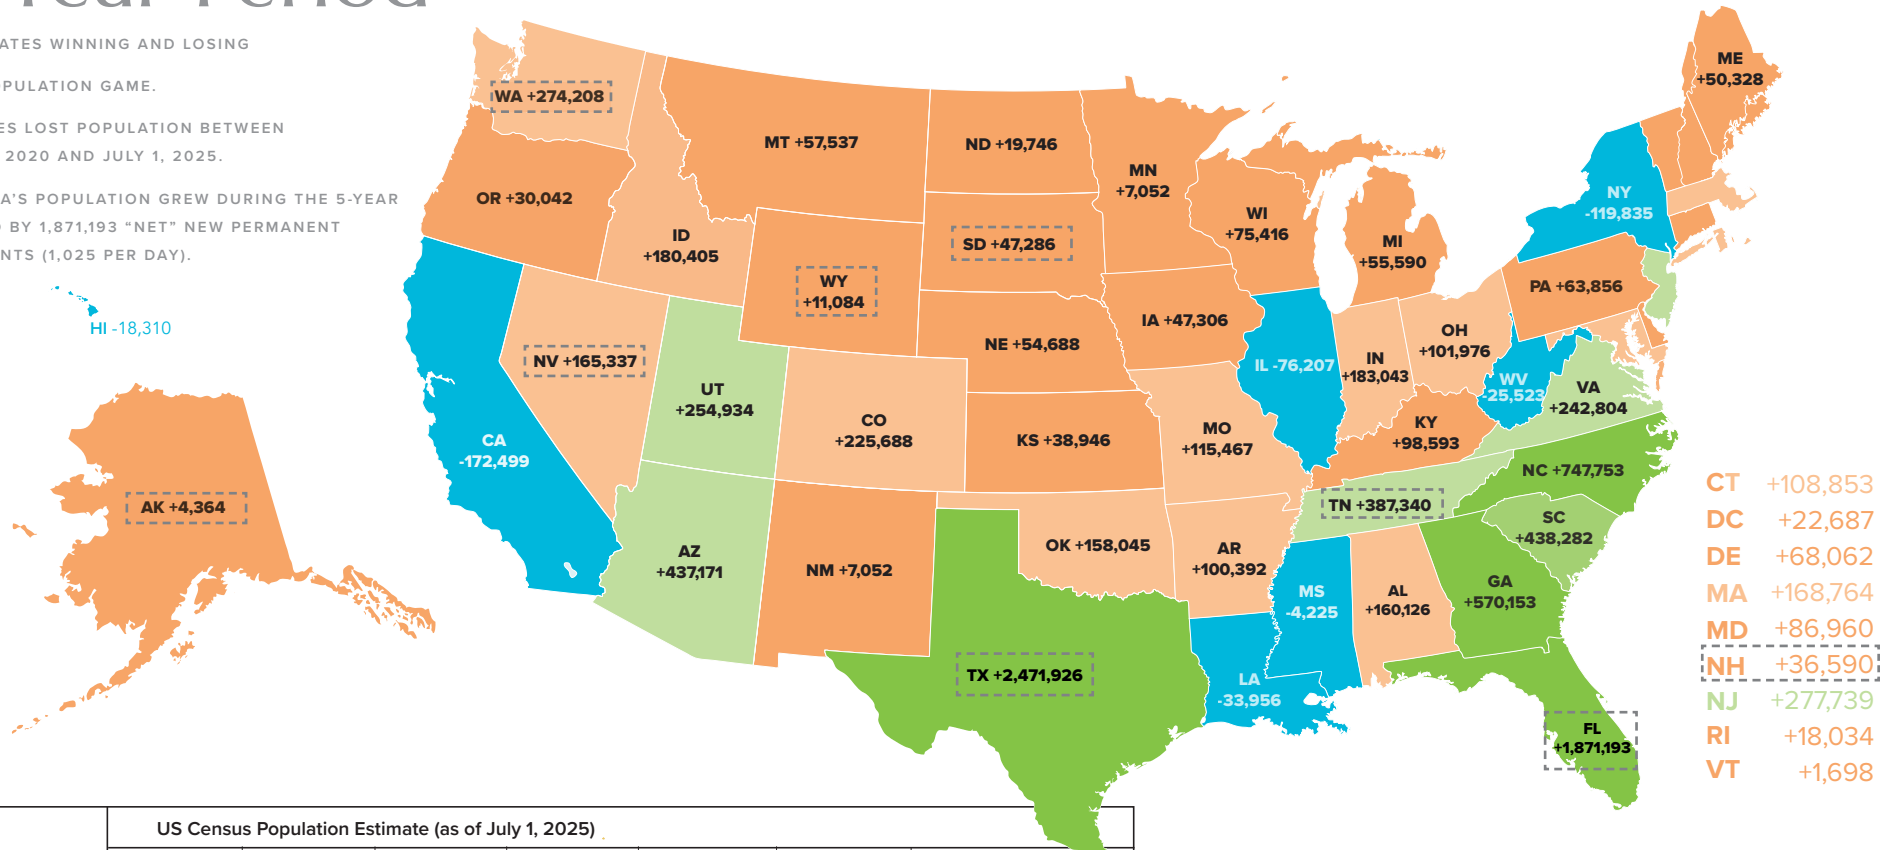 Year Period
ATES WINNING AND LOSING
PULATION GAME.
ES LOST POPULATION BETWEEN
2020 AND JULY 1, 2025.
A'S POPULATION GREW DURING THE 5-YEAR
BY 1,871,193 “NET” NEW PERMANENT
NTS (1,025 PER DAY).
HI -18,310
AK +4,364
WA +274,208
OR +30,042
CA
-172,499
NV +165,337
ID
+180,405
MT +57,537
WY
+11,084
UT
+254,934
AZ
+437,171
CO
+225,688
NM +7,052
ND +19,746
SD +47,286
NE +54,688
KS +38,946
OK +158,045
TX +2,471,926
MN
+7,052
IA +47,306
MO
+115,467
AR
+100,392
LA
-33,956
WI
+75,416
IL -76,207
MI
+55,590
IN
+183,043
OH
+101,976
KY
+98,593
TN +387,340
MS
-4,225
AL
+160,126
GA
+570,153
FL
+1,871,193
SC
+438,282
NC +747,753
VA
+242,804
WV
-25,523
PA +63,856
NY
-119,835
ME
+50,328
CT +108,853
DC +22,687
DE +68,062
MA +168,764
MD +86,960
NH +36,590
NJ +277,739
RI +18,034
VT +1,698
US Census Population Estimate (as of July 1, 2025)